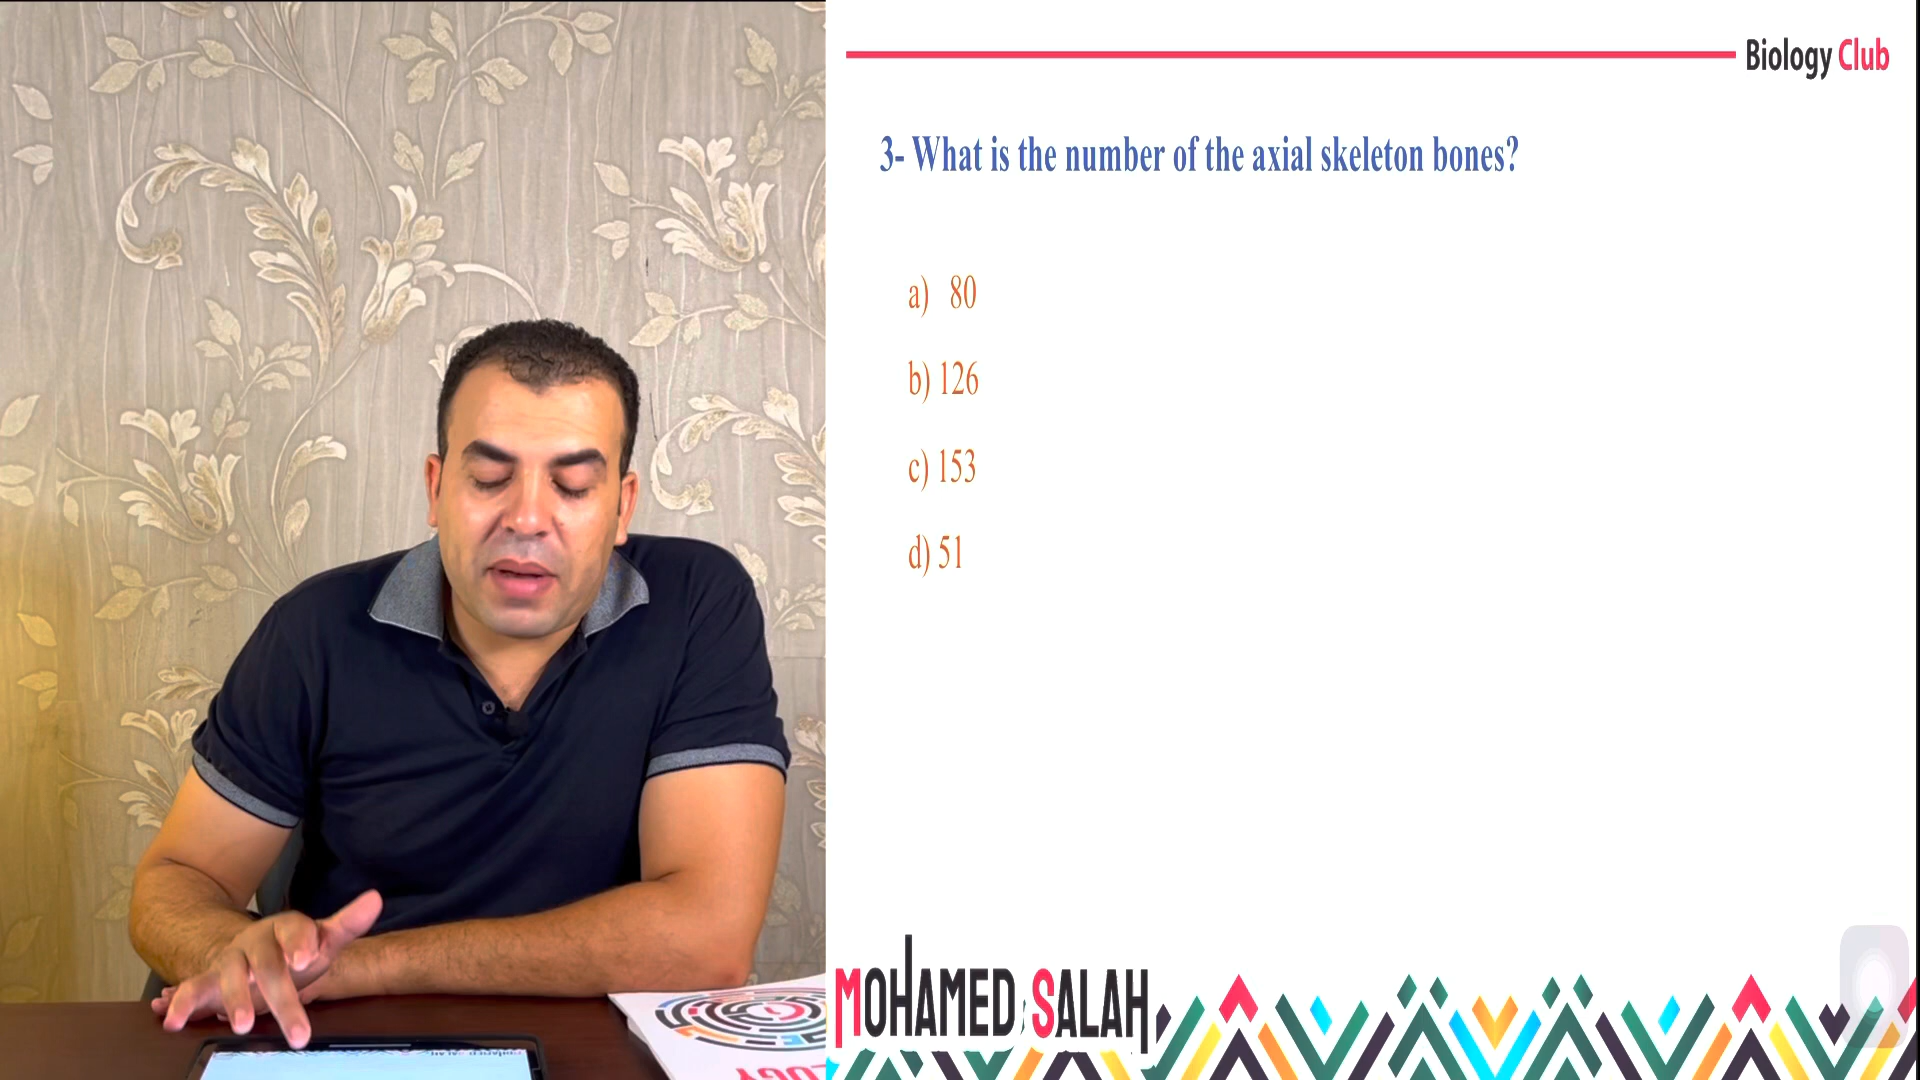 Biology Club
3- What is the number of the axial skeleton bones?
a) 80
b) 126
c) 153
d) 51
MOHAMED SALAH